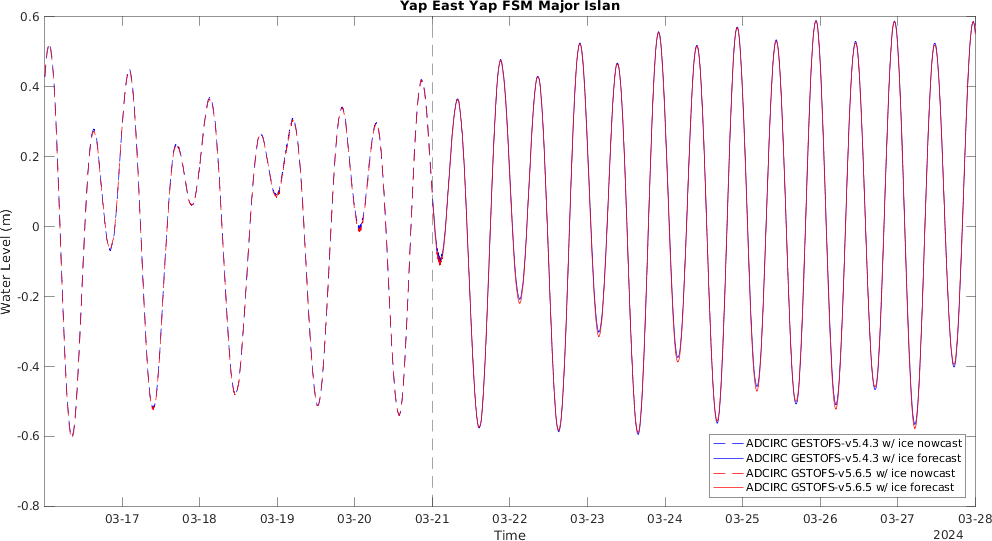 Yap East Yap FSM Major Islan
0.6
0.4
0.2
0
-0.2
-0.4
-0.6
-0.8
Water Level (m)
ADCIRC GESTOFS-v5.4.3 w/ ice nowcast
ADCIRC GESTOFS-v5.4.3 w/ ice forecast
ADCIRC GSTOFS-v5.6.5 w/ ice nowcast
ADCIRC GSTOFS-v5.6.5 w/ ice forecast
03-17 03-18 03-19 03-20 03-21 03-22 03-23 03-24 03-25 03-26 03-27 03-28
Time
2024